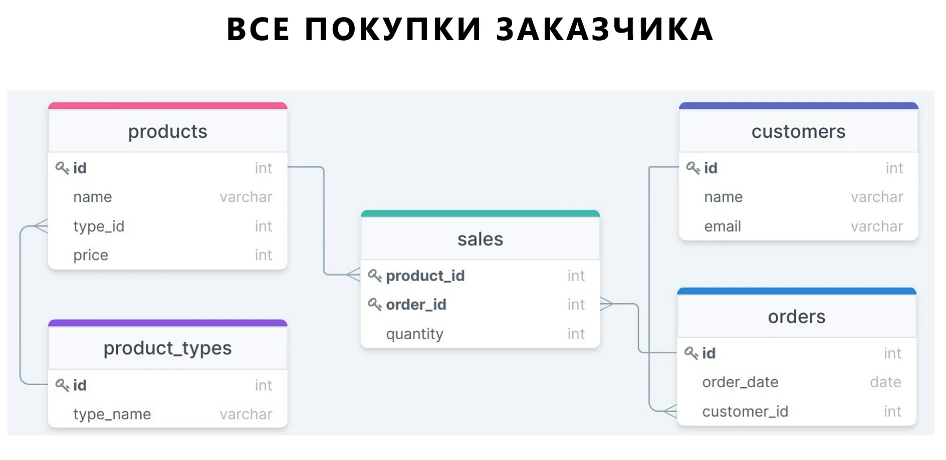 ВСЕ ПОКУПКИ ЗАКАЗЧИКА
products
id int
name varchar
type_id int
price int
product_types
id int
type_name varchar
sales
product_id int
order_id int
quantity int
customers
id int
name varchar
email varchar
orders
id int
order_date date
customer_id int